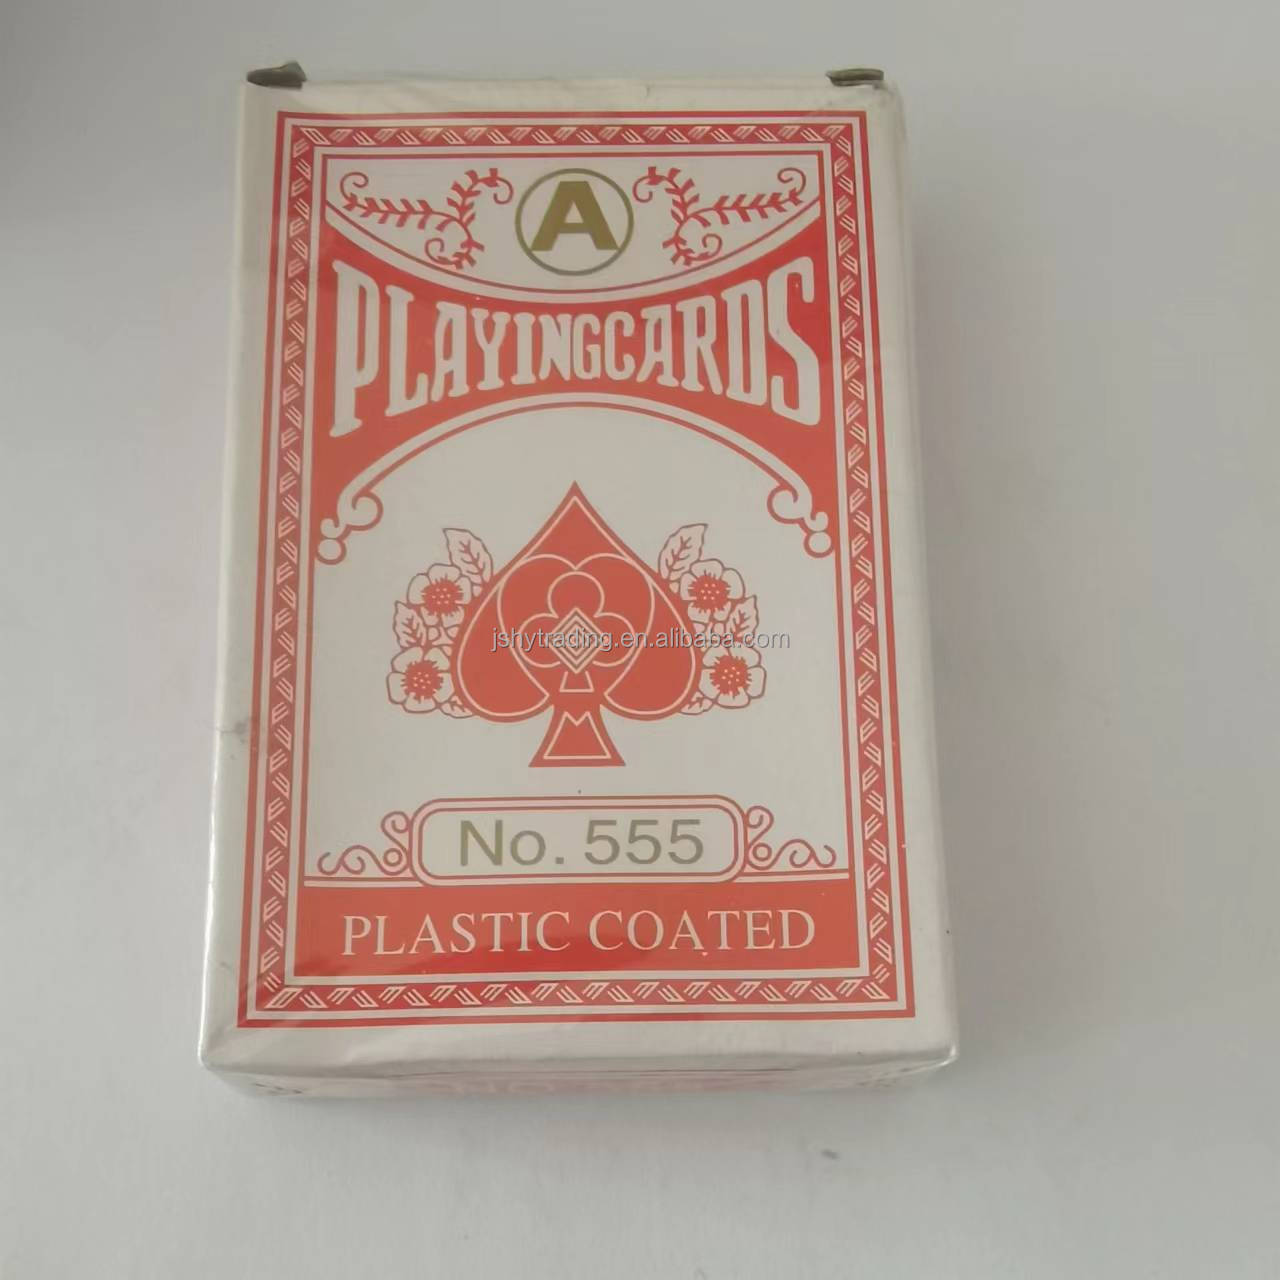 A
PLAYINGCARDS
jshytrading.en.alibaba.com
No. 555
PLASTIC COATED